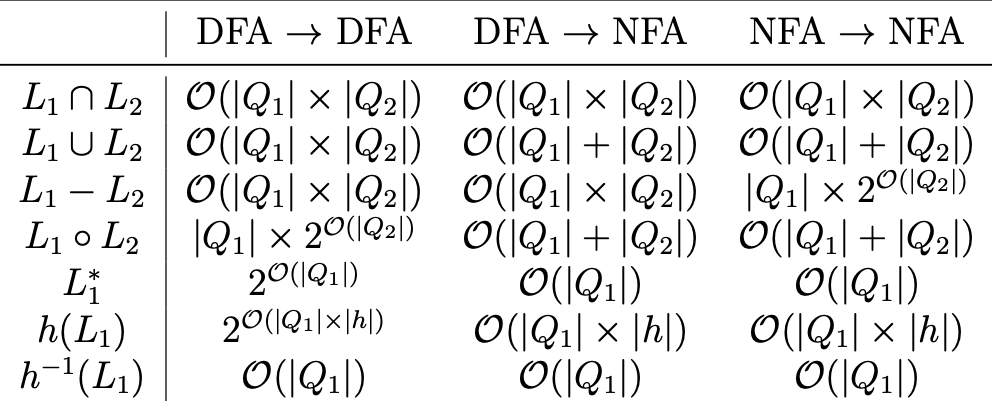 DFA → DFA DFA → NFA NFA → NFA
L₁ ∩ L₂ 𝒪(|Q₁| × |Q₂|) 𝒪(|Q₁| × |Q₂|) 𝒪(|Q₁| × |Q₂|)
L₁ ∪ L₂ 𝒪(|Q₁| × |Q₂|) 𝒪(|Q₁| + |Q₂|) 𝒪(|Q₁| + |Q₂|)
L₁ − L₂ 𝒪(|Q₁| × |Q₂|) 𝒪(|Q₁| × |Q₂|) |Q₁| × 2^𝒪(|Q₂|)
L₁ ∘ L₂ |Q₁| × 2^𝒪(|Q₂|) 𝒪(|Q₁| + |Q₂|) 𝒪(|Q₁| + |Q₂|)
L₁* 2^𝒪(|Q₁|) 𝒪(|Q₁|) 𝒪(|Q₁|)
h(L₁) 2^𝒪(|Q₁|×|h|) 𝒪(|Q₁| × |h|) 𝒪(|Q₁| × |h|)
h⁻¹(L₁) 𝒪(|Q₁|) 𝒪(|Q₁|) 𝒪(|Q₁|)